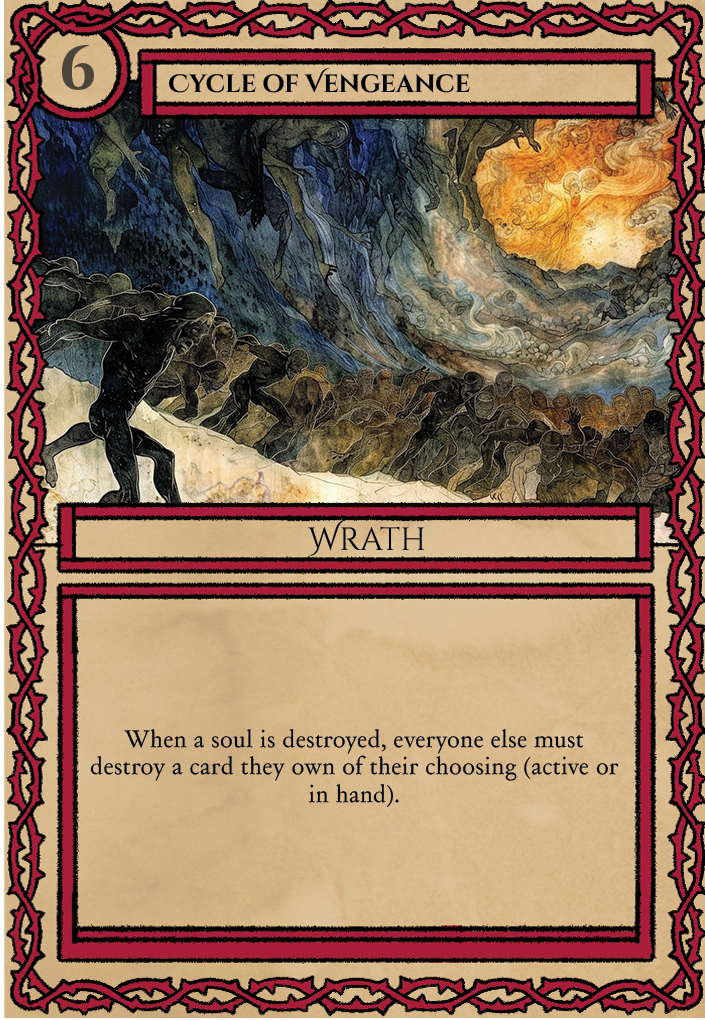 6
Cycle of Vengeance
Wrath
When a soul is destroyed, everyone else must
destroy a card they own of their choosing (active or
in hand).